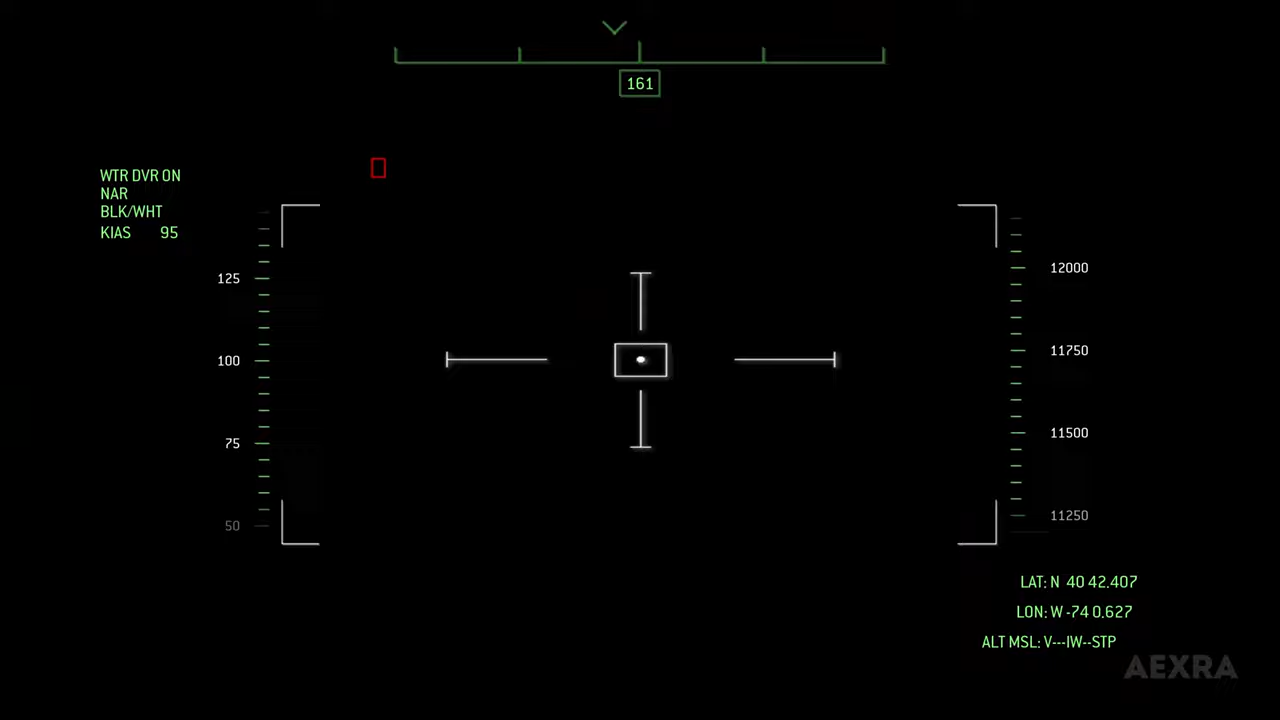 161
WTR DVR ON
NAR
BLK/WHT
KIAS 95
125
100
75
50
12000
11750
11500
11250
LAT: N 40 42.407
LON: W -74 0.627
ALT MSL: V---IW--STP
AEXRA